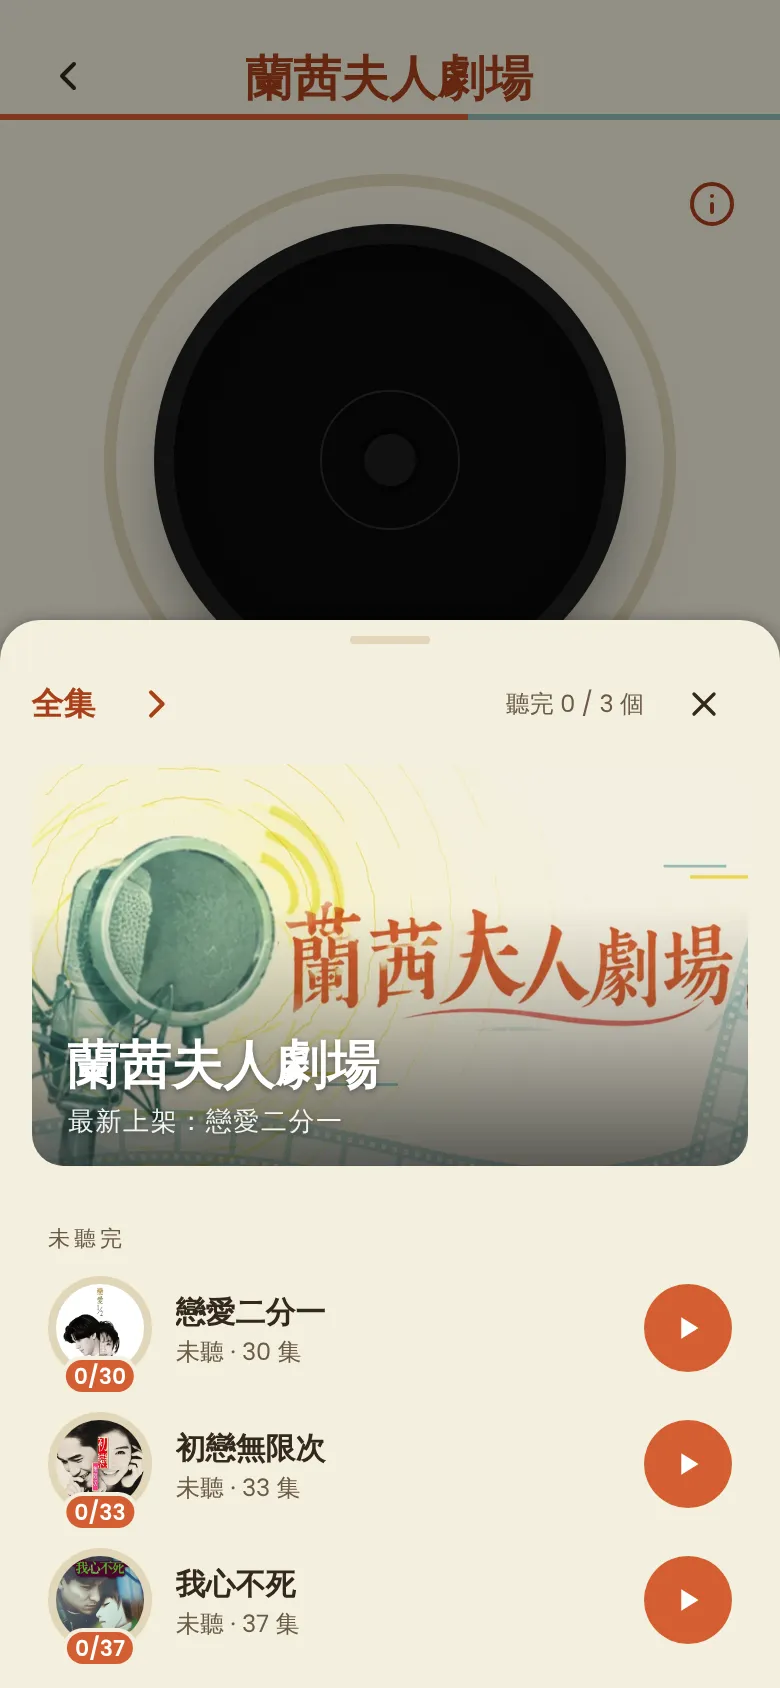 蘭茜夫人劇場
全集
聽完 0 / 3 個
蘭茜夫人劇場
蘭茜夫人劇場
最新上架：戀愛二分一
未聽完
戀愛二分一
未聽 · 30 集
0/30
初戀無限次
未聽 · 33 集
初戀
0/33
我心不死
我心不死
未聽 · 37 集
0/37